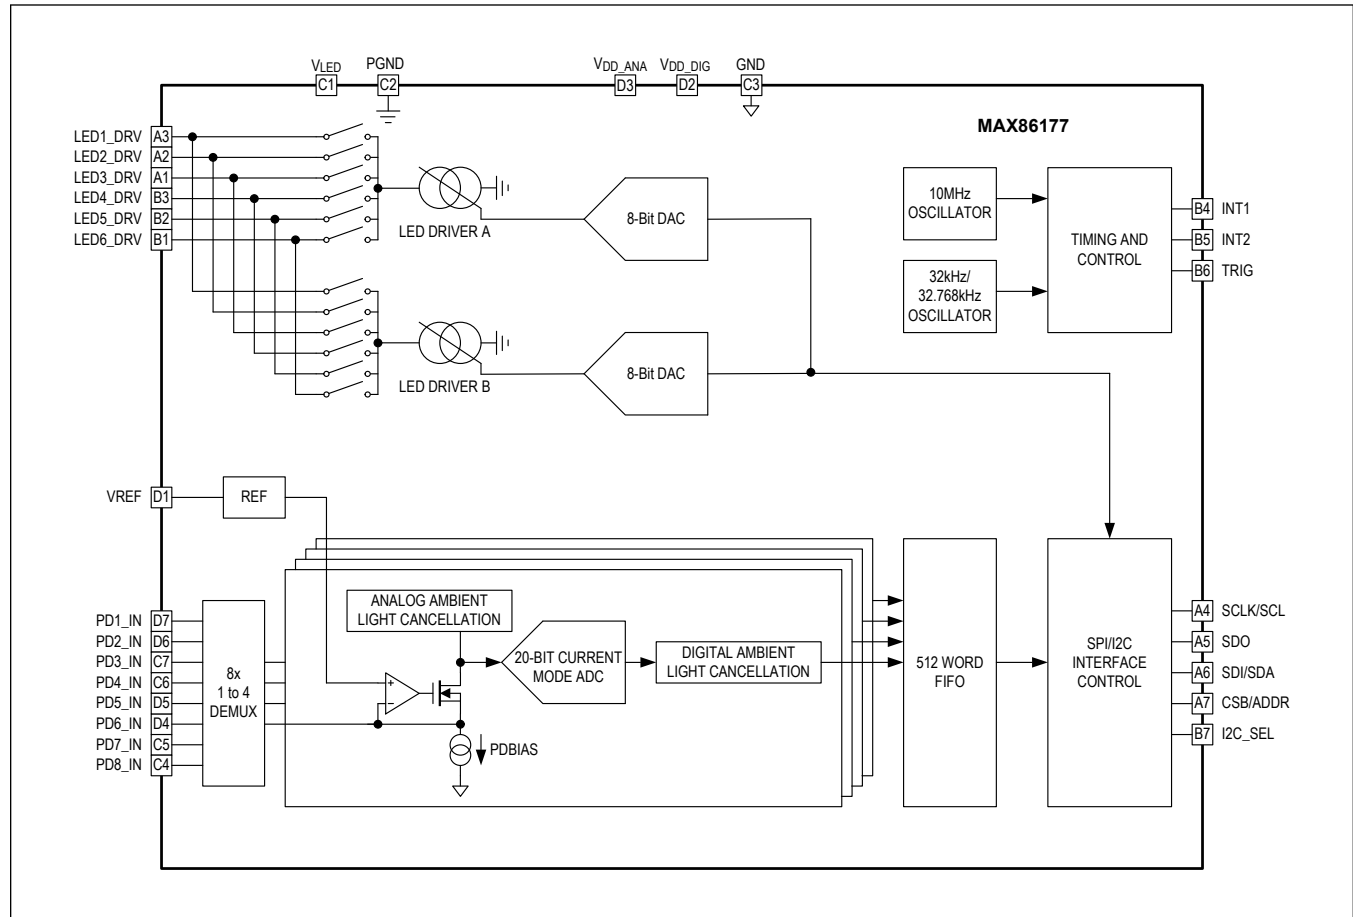 VLED
PGND
VDD_ANA
VDD_DIG
GND
C1
C2
D3
D2
C3
MAX86177
LED1_DRV A3
LED2_DRV A2
LED3_DRV A1
LED4_DRV B3
LED5_DRV B2
LED6_DRV B1
LED DRIVER A
8-Bit DAC
LED DRIVER B
8-Bit DAC
10MHz
OSCILLATOR
32kHz/
32.768kHz
OSCILLATOR
TIMING AND
CONTROL
B4 INT1
B5 INT2
B6 TRIG
VREF D1
REF
PD1_IN D7
PD2_IN D6
PD3_IN C7
PD4_IN C6
PD5_IN D5
PD6_IN D4
PD7_IN C5
PD8_IN C4
8x
1 to 4
DEMUX
ANALOG AMBIENT
LIGHT CANCELLATION
+
−
PDBIAS
20-BIT CURRENT
MODE ADC
DIGITAL AMBIENT
LIGHT CANCELLATION
512 WORD
FIFO
SPI/I2C
INTERFACE
CONTROL
A4 SCLK/SCL
A5 SDO
A6 SDI/SDA
A7 CSB/ADDR
B7 I2C_SEL